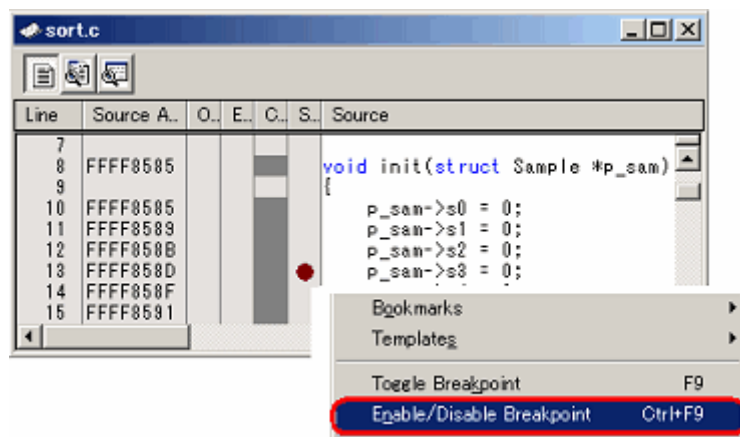 sort.c
Line Source A.. O.. E.. C.. S.. Source
7
8 FFFF8585 void init(struct Sample *p_sam)
9 {
10 FFFF8585 p_sam->s0 = 0;
11 FFFF8589 p_sam->s1 = 0;
12 FFFF858B p_sam->s2 = 0;
13 FFFF858D p_sam->s3 = 0;
14 FFFF858F
15 FFFF8591
Bookmarks
Templates
Toggle Breakpoint F9
Enable/Disable Breakpoint Ctrl+F9